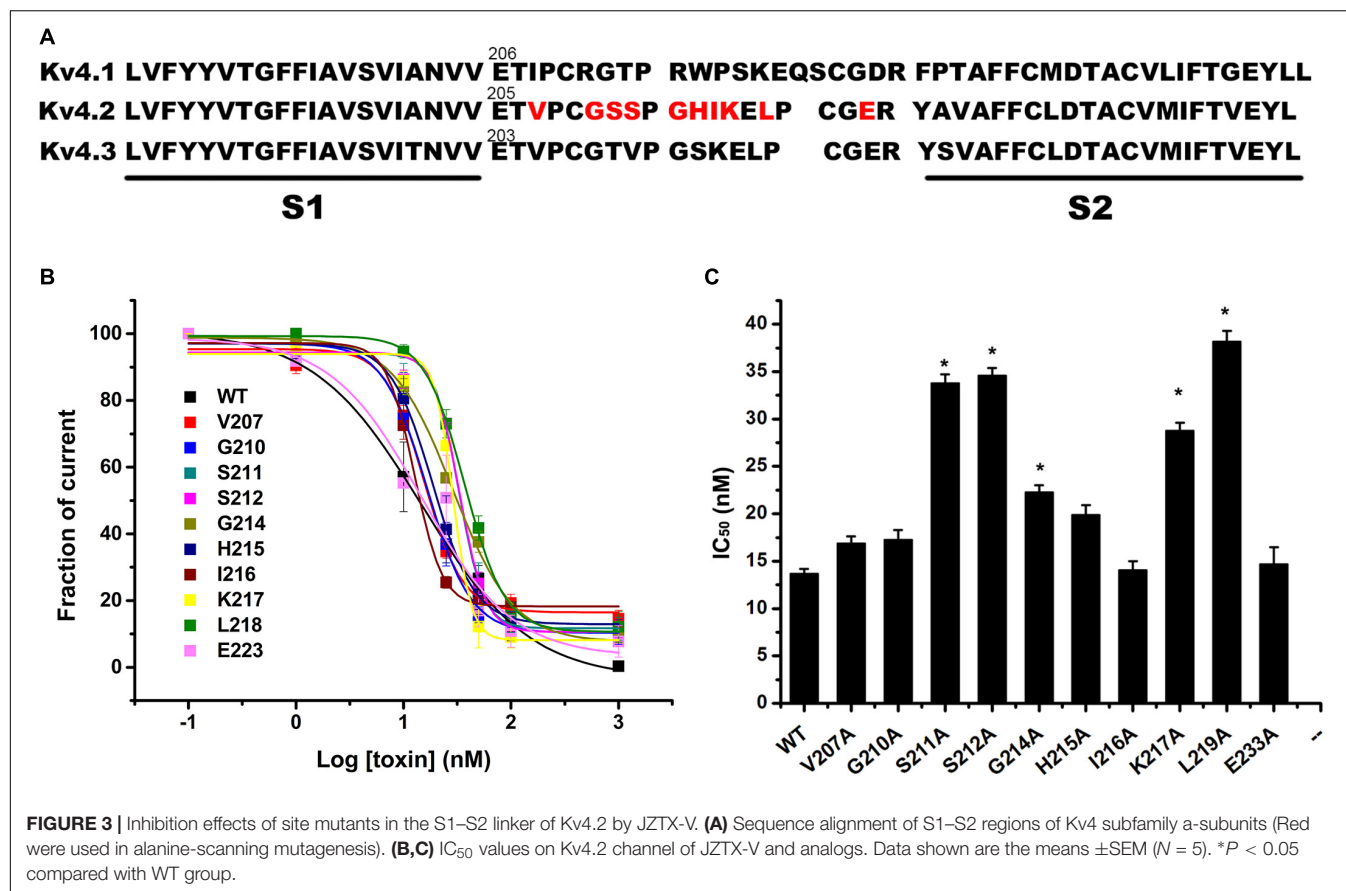 A
206
Kv4.1 LVFYYVTGFFIAVSVIANVV ETIPCRGTP RWPSKEQSCGDR FPTAFFCMDTACVLIFTGEYLL
205
Kv4.2 LVFYYVTGFFIAVSVIANVV ETVPCGSSP GHIKELP CGER YAVAFFCLDTACVMIFTVEYL
203
Kv4.3 LVFYYVTGFFIAVSVITNVV ETVPCGTVP GSKELP CGER YSVAFFCLDTACVMIFTVEYL
S1 S2
B
Fraction of current
100
80
60
40
20
0
WT
V207
G210
S211
S212
G214
H215
I216
K217
L218
E223
-1 0 1 2 3
Log [toxin] (nM)
C
IC50 (nM)
40
35
30
25
20
15
10
5
0
* * * * *
WT V207A G210A S211A S212A G214A H215A I216A K217A L219A E233A --
FIGURE 3 | Inhibition effects of site mutants in the S1–S2 linker of Kv4.2 by JZTX-V. (A) Sequence alignment of S1–S2 regions of Kv4 subfamily a-subunits (Red
were used in alanine-scanning mutagenesis). (B,C) IC50 values on Kv4.2 channel of JZTX-V and analogs. Data shown are the means ±SEM (N = 5). *P < 0.05
compared with WT group.